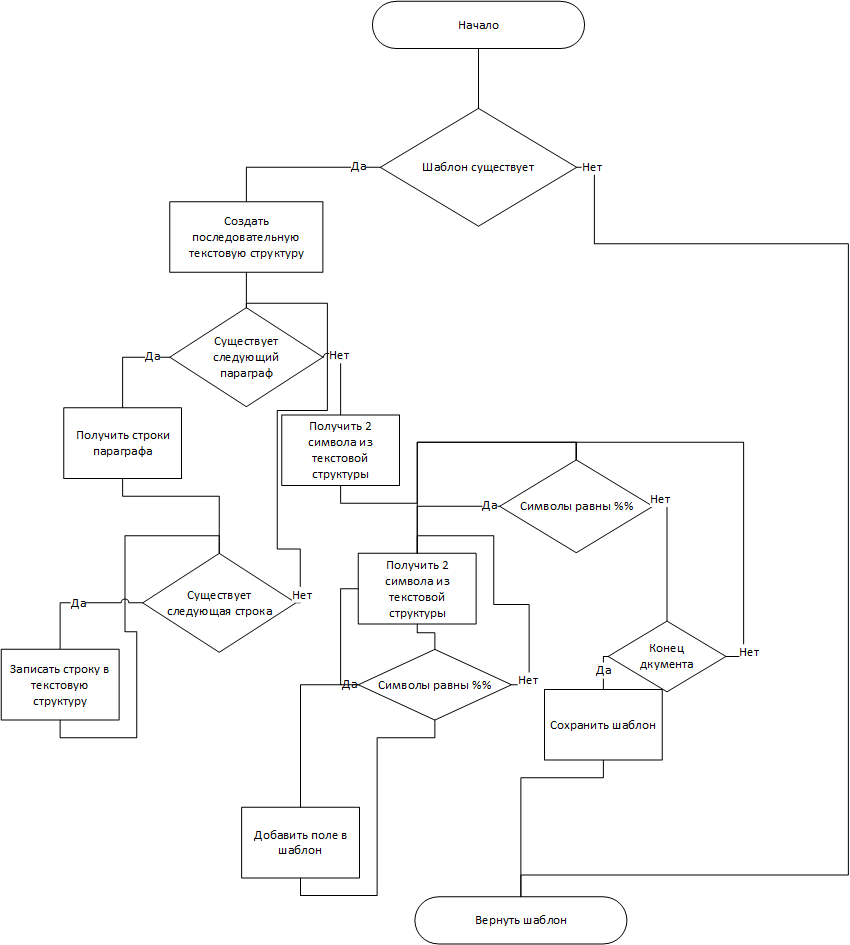 Начало
Шаблон существует
Да
Нет
Создать
последовательную
текстовую структуру
Существует
следующий
параграф
Да
Нет
Получить строки
параграфа
Получить 2
символа из
текстовой
структуры
Символы равны %%
Да
Нет
Существует
следующая строка
Да
Нет
Получить 2
символа из
текстовой
структуры
Записать строку в
текстовую
структуру
Символы равны %%
Да
Нет
Конец
дкумента
Да
Нет
Сохранить шаблон
Добавить поле в
шаблон
Вернуть шаблон